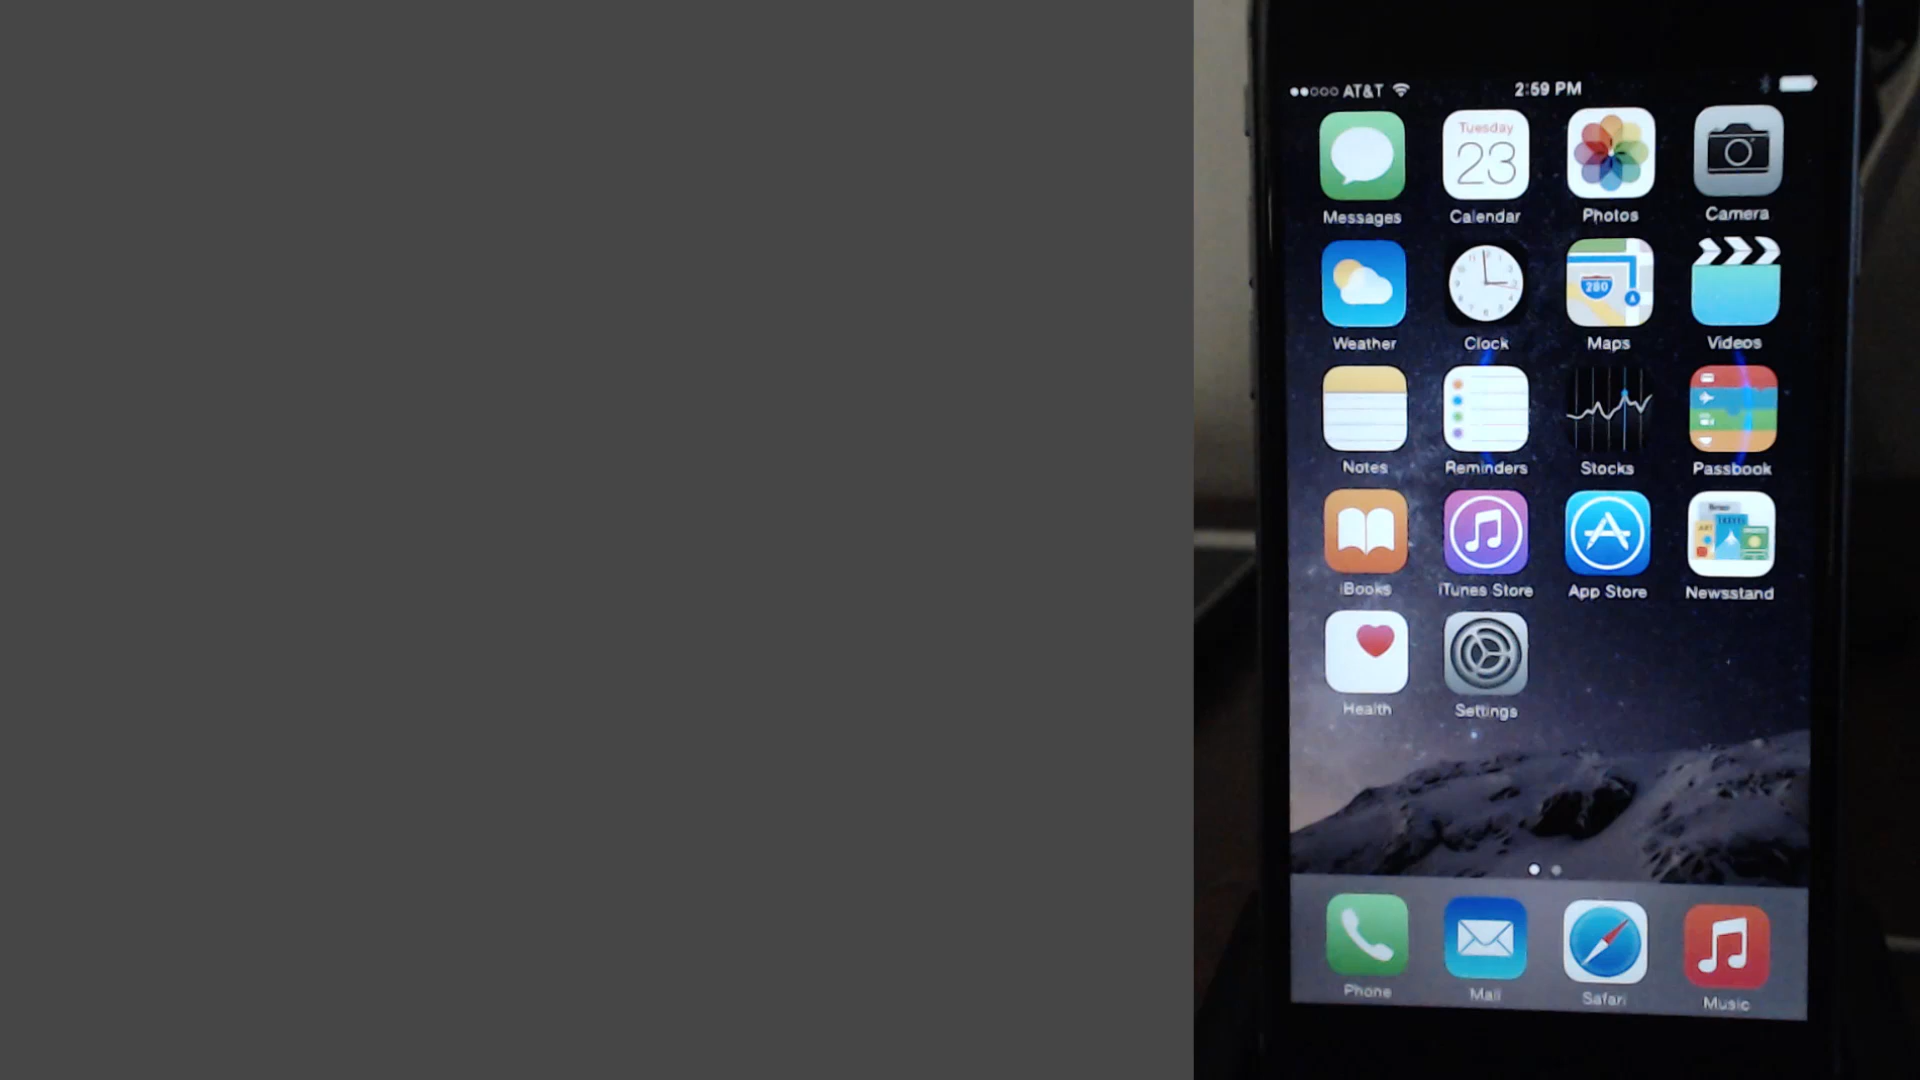 AT&T 2:59 PM
Tuesday
23
Messages Calendar Photos Camera
280
Weather Clock Maps Videos
Notes Reminders Stocks Passbook
iBooks iTunes Store App Store Newsstand
Health Settings
Phone Mail Safari Music